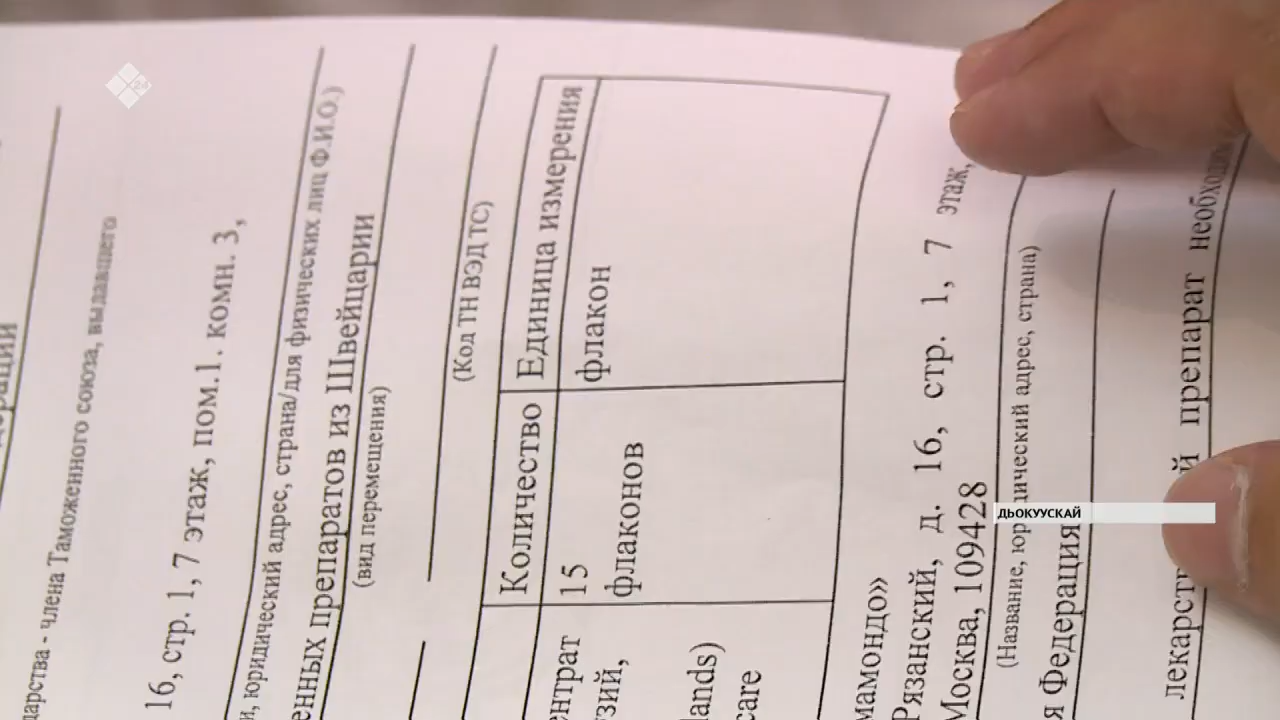 24
дарства - члена Таможенного союза, выдавшего
16, стр. 1, 7 этаж, пом.1. комн. 3,
и, юридический адрес, страна/для физических лиц Ф.И.О.)
енных препаратов из Швейцарии
(вид перемещения)
(Код ТН ВЭД ТС)
Количество
Единица измерения
ентрат
15
флакон
узий,
флаконов
lands)
care
мамондо»
Рязанский, д. 16, стр. 1, 7 этаж,
Москва, 109428
(Название, юридический адрес, страна)
я Федерация
лекарст й препарат необходим
ДЬОКУУСКАЙ